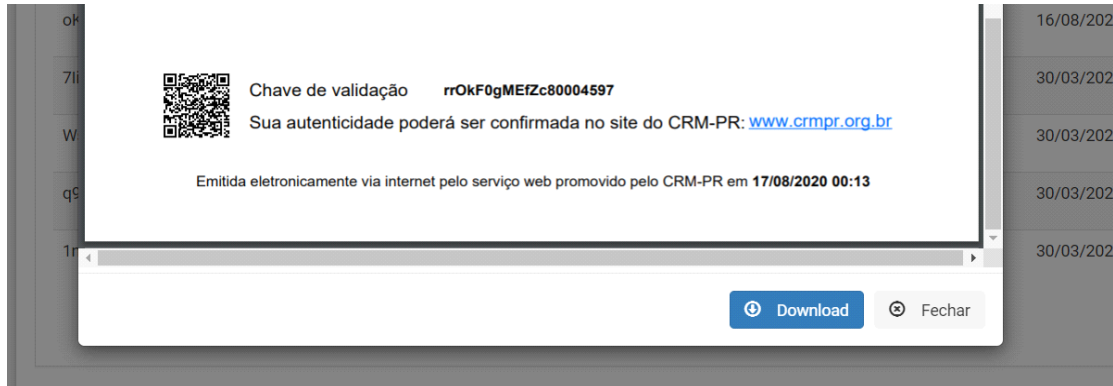 16/08/202
30/03/202
Chave de validação rrOkF0gMEfZc80004597
Sua autenticidade poderá ser confirmada no site do CRM-PR: www.crmpr.org.br
30/03/202
Emitida eletronicamente via internet pelo serviço web promovido pelo CRM-PR em 17/08/2020 00:13
q9
30/03/202
30/03/202
Download
Fechar